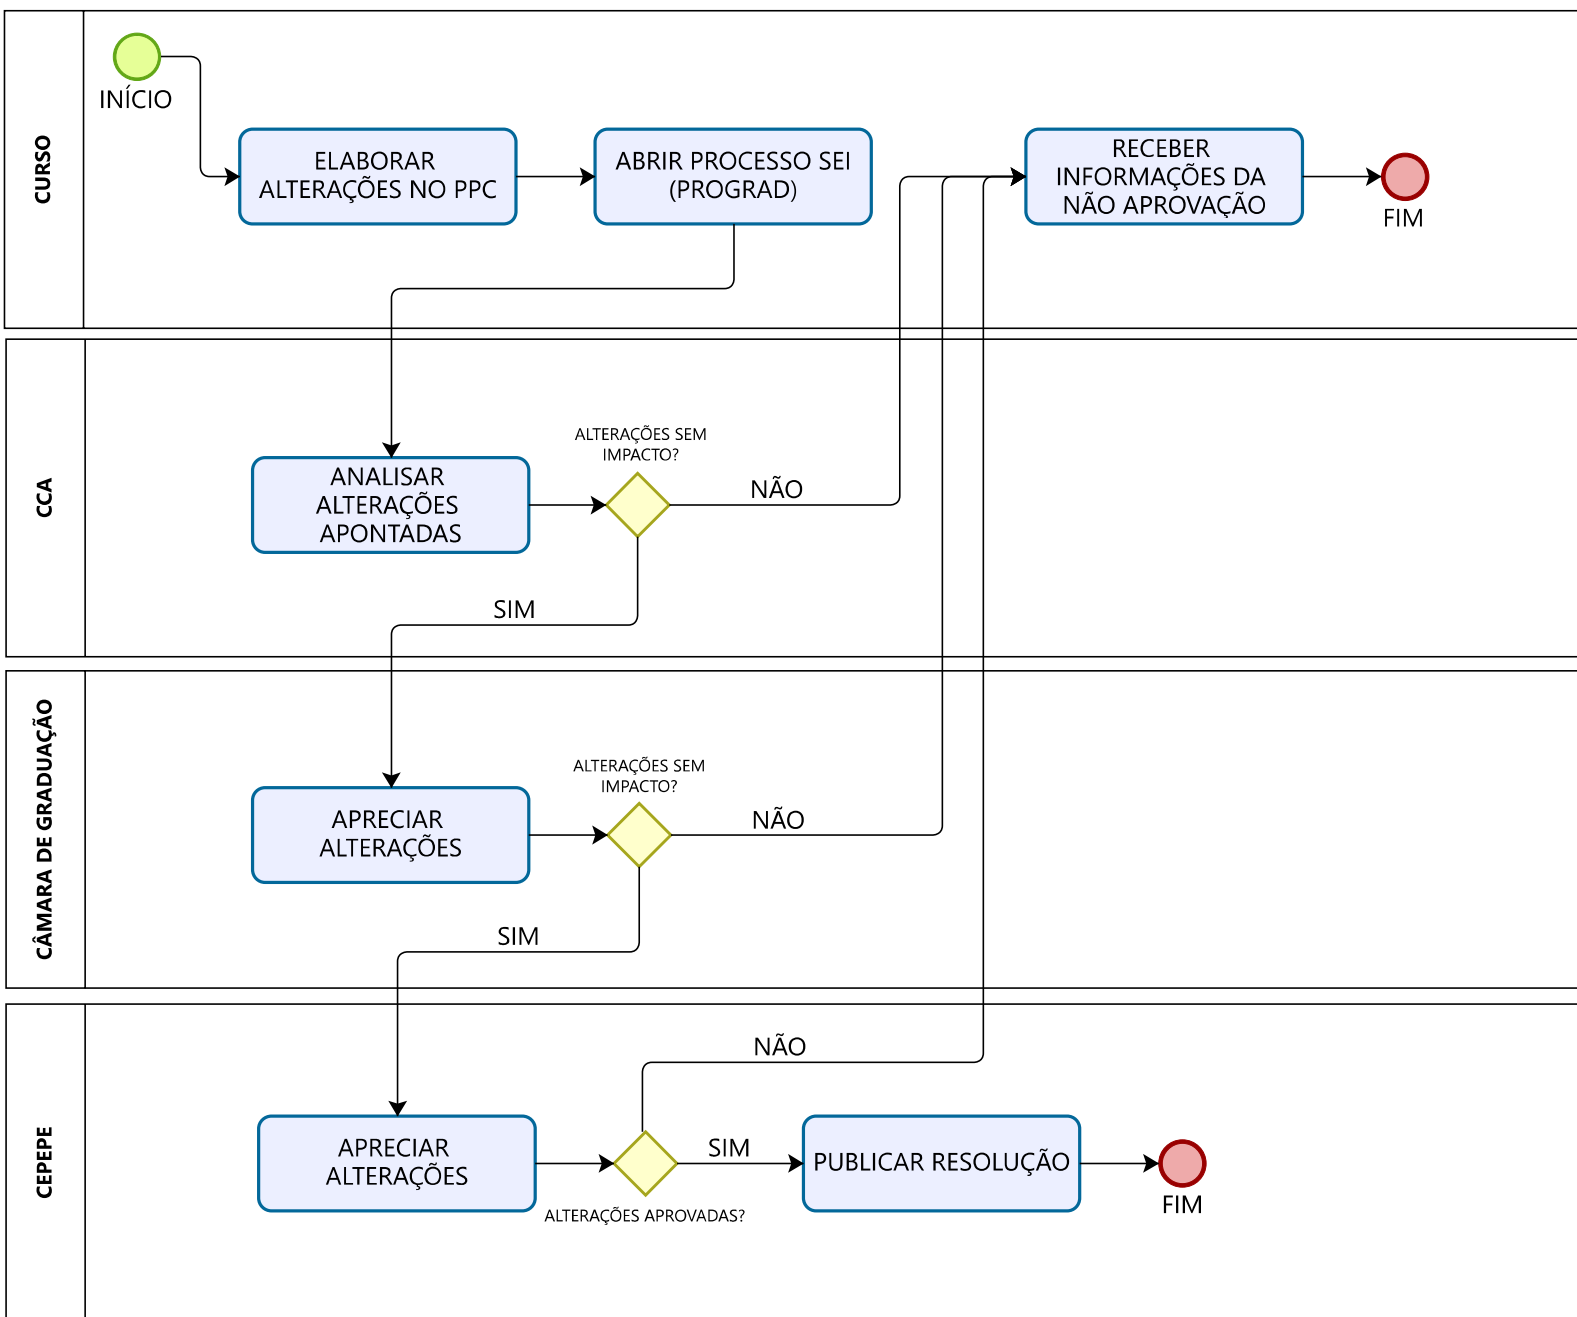 CURSO
INÍCIO
ELABORAR
ALTERAÇÕES NO PPC
ABRIR PROCESSO SEI
(PROGRAD)
RECEBER
INFORMAÇÕES DA
NÃO APROVAÇÃO
FIM
CCA
ANALISAR
ALTERAÇÕES
APONTADAS
ALTERAÇÕES SEM
IMPACTO?
NÃO
SIM
CÂMARA DE GRADUAÇÃO
APRECIAR
ALTERAÇÕES
ALTERAÇÕES SEM
IMPACTO?
NÃO
SIM
CEPEPE
APRECIAR
ALTERAÇÕES
NÃO
SIM
ALTERAÇÕES APROVADAS?
PUBLICAR RESOLUÇÃO
FIM